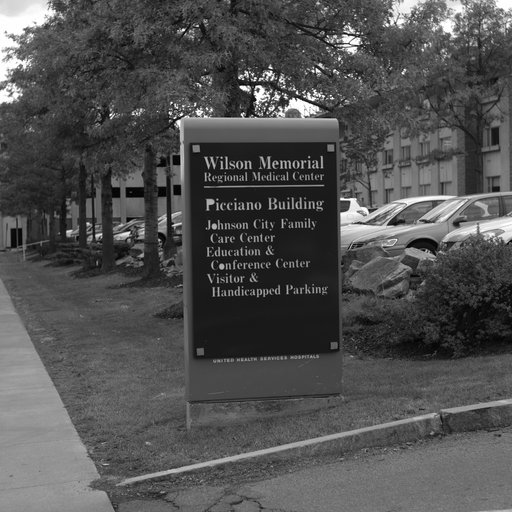 Wilson Memorial
Regional Medical Center
Picciano Building
Johnson City Family
Care Center
Education &
Conference Center
Visitor &
Handicapped Parking
UNITED HEALTH SERVICES HOSPITALS